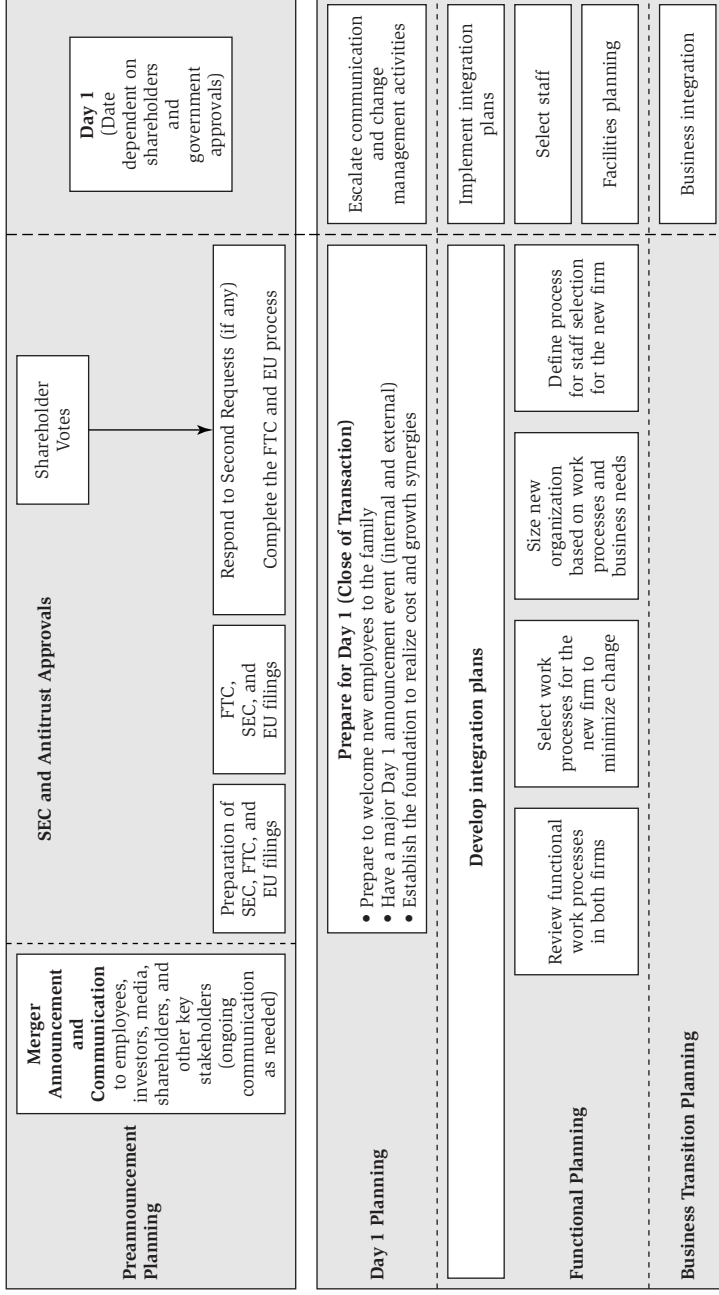 Preannouncement
Planning
Merger
Announcement
and
Communication
to employees,
investors, media,
shareholders, and
other key
stakeholders
(ongoing
communication
as needed)
SEC and Antitrust Approvals
Preparation of
SEC, FTC, and
EU filings
FTC,
SEC, and
EU filings
Shareholder
Votes
Respond to Second Requests (if any)
Complete the FTC and EU process
Day 1
(Date
dependent on
shareholders
and
government
approvals)
Day 1 Planning
Prepare for Day 1 (Close of Transaction)
• Prepare to welcome new employees to the family
• Have a major Day 1 announcement event (internal and external)
• Establish the foundation to realize cost and growth synergies
Escalate communication
and change
management activities
Develop integration plans
Implement integration
plans
Functional Planning
Review functional
work processes
in both firms
Select work
processes for the
new firm to
minimize change
Size new
organization
based on work
processes and
business needs
Define process
for staff selection
for the new firm
Select staff
Facilities planning
Business Transition Planning
Business integration